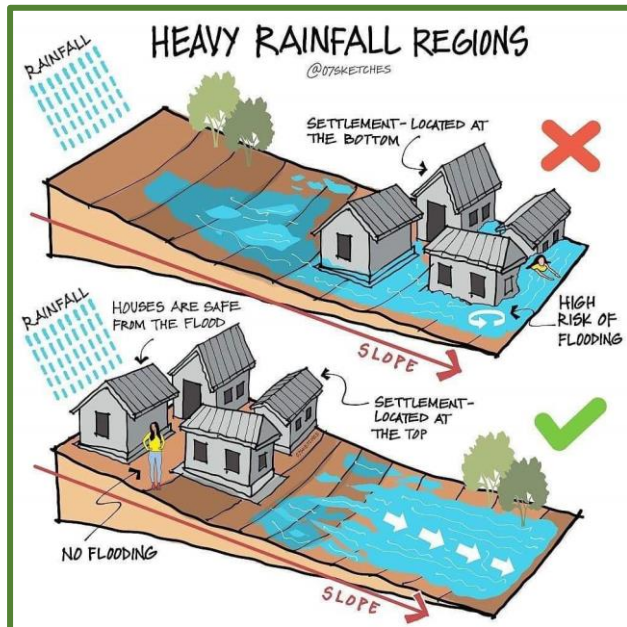 HEAVY RAINFALL REGIONS
@07SKETCHES
RAINFALL
SETTLEMENT-LOCATED AT
THE BOTTOM
HIGH
RISK OF
FLOODING
SLOPE
RAINFALL
HOUSES ARE SAFE
FROM THE FLOOD
SETTLEMENT-
LOCATED AT
THE TOP
NO FLOODING
SLOPE